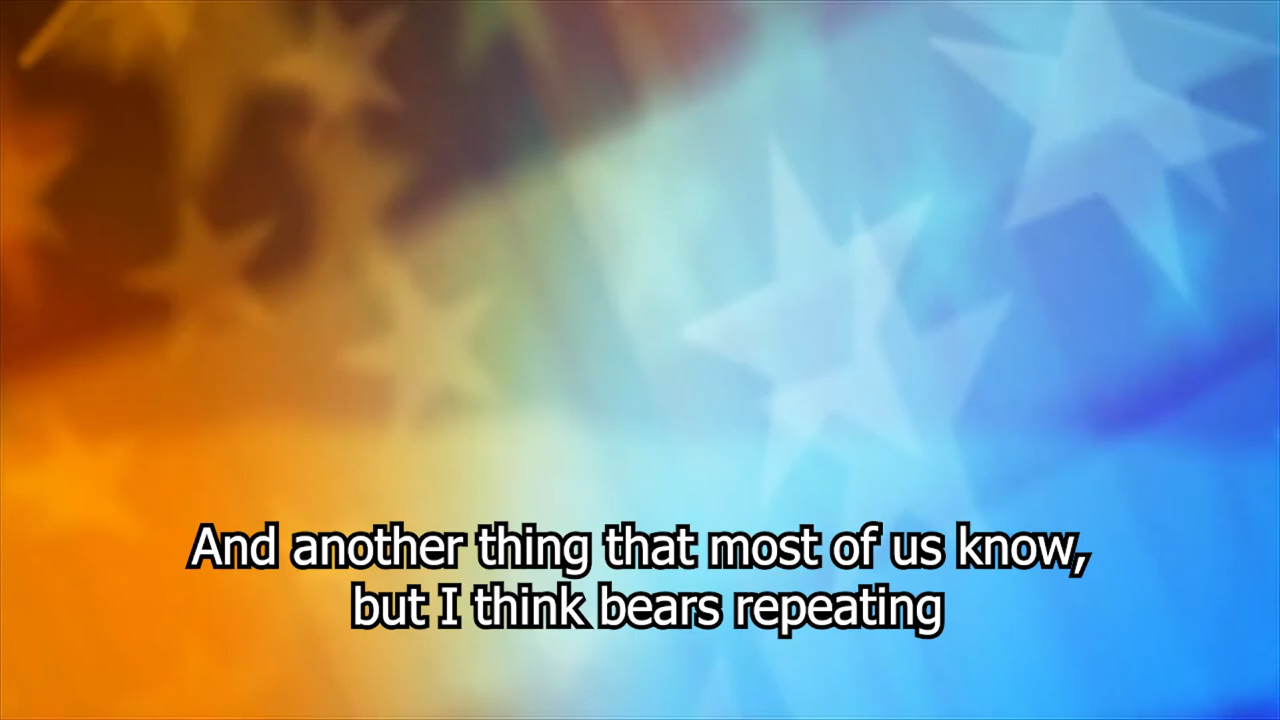 And another thing that most of us know,
but I think bears repeating